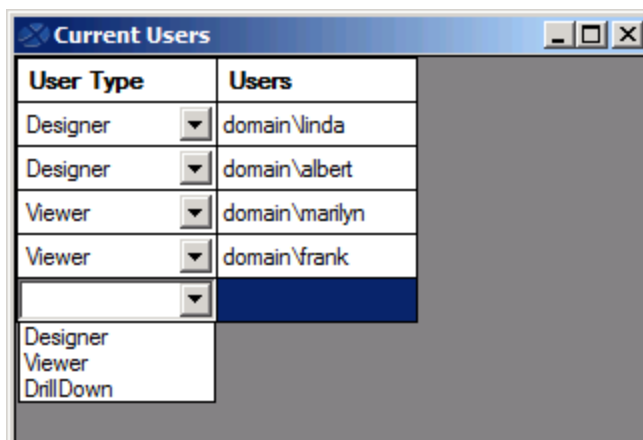 Current Users
User Type Users
Designer domain\linda
Designer domain\albert
Viewer domain\marilyn
Viewer domain\frank
Designer
Viewer
DrillDown